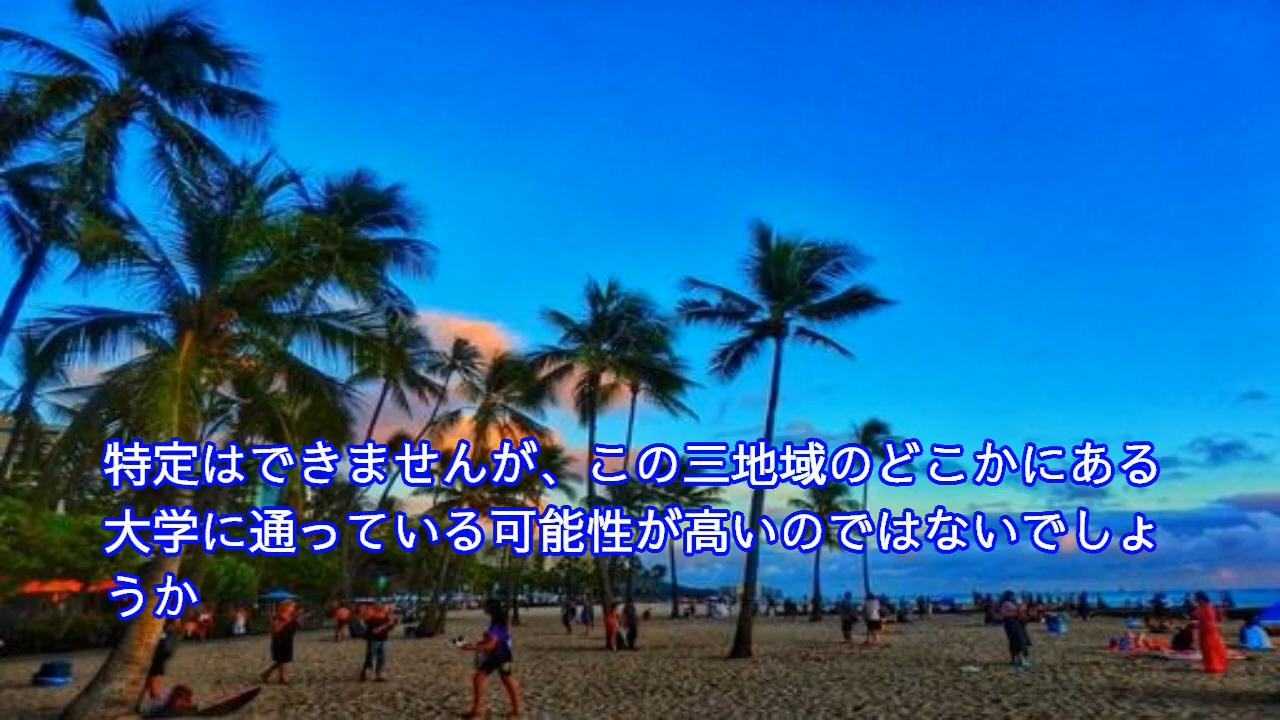 特定はできませんが、この三地域のどこかにある
大学に通っている可能性が高いのではないでしょ
うか